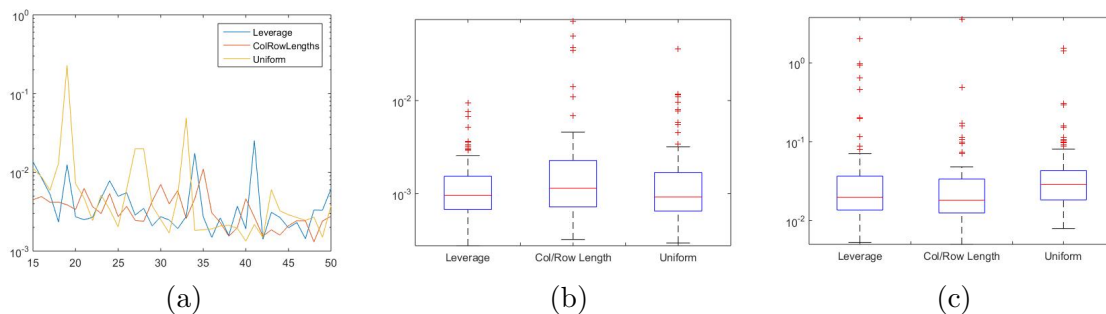 10^0
10^-1
10^-2
10^-3
15 20 25 30 35 40 45 50
Leverage
ColRowLengths
Uniform
(a)
10^-2
10^-3
Leverage Col/Row Length Uniform
(b)
10^0
10^-1
10^-2
Leverage Col/Row Length Uniform
(c)